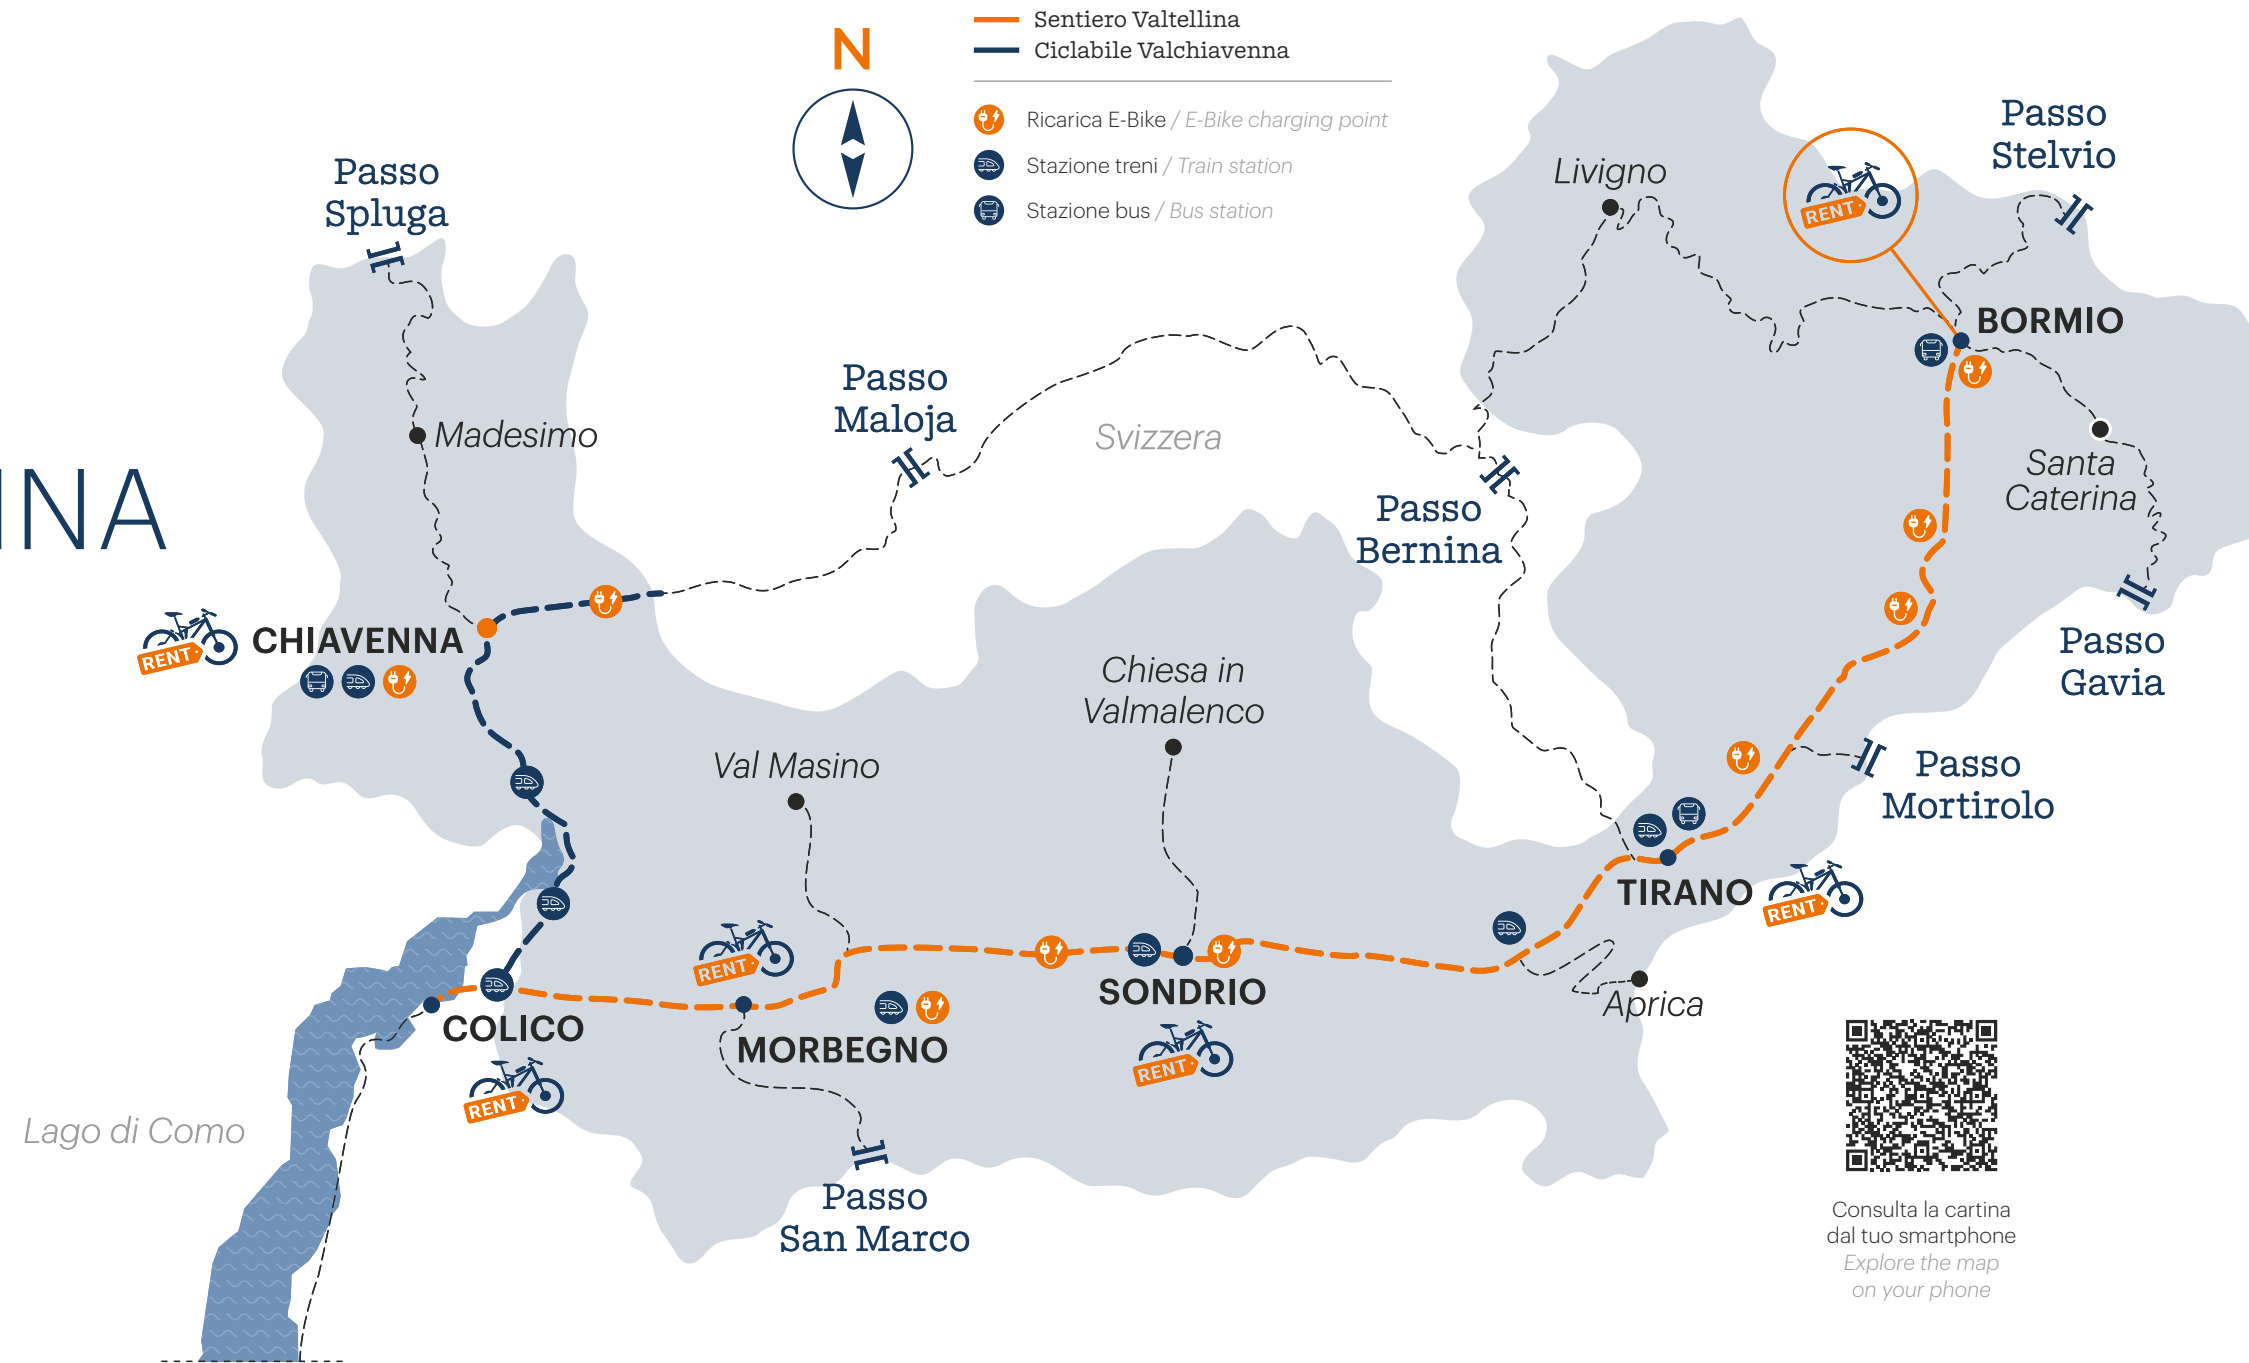 Sentiero Valtellina
Ciclabile Valchiavenna
N
Ricarica E-Bike / E-Bike charging point
Stazione treni / Train station
Stazione bus / Bus station
Passo
Stelvio
Livigno
RENT
Passo
Spluga
BORMIO
Passo
Maloja
Madesimo
Svizzera
Santa
Caterina
INA
Passo
Bernina
CHIAVENNA
RENT
Passo
Gavia
Chiesa in
Valmalenco
Val Masino
Passo
Mortirolo
TIRANO
RENT
RENT
SONDRIO
Aprica
COLICO
MORBEGNO
RENT
RENT
Lago di Como
Passo
San Marco
Consulta la cartina
dal tuo smartphone
Explore the map
on your phone